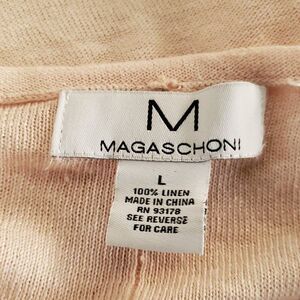 M
MAGASCHONI
L
100% LINEN
MADE IN CHINA
RN 93178
SEE REVERSE
FOR CARE